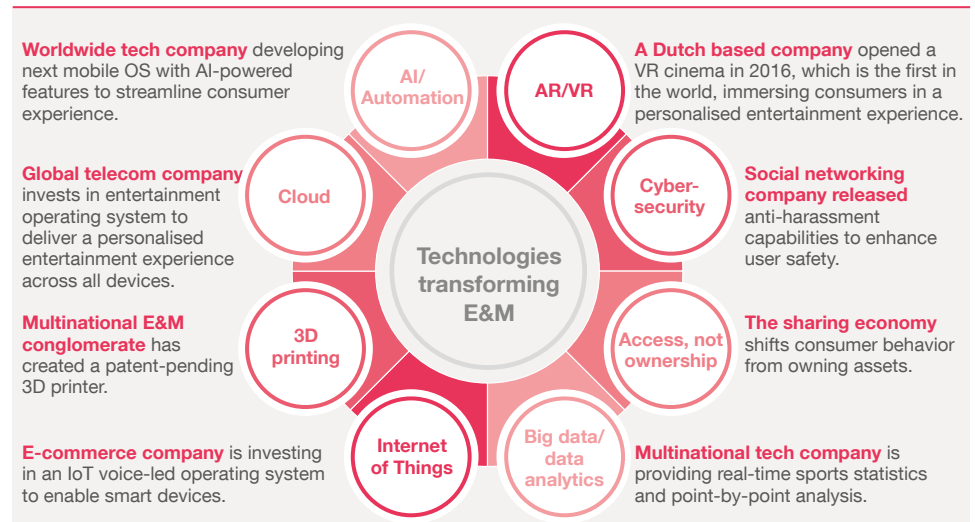 Worldwide tech company developing
next mobile OS with AI-powered
features to streamline consumer
experience.
AI/
Automation
AR/VR
A Dutch based company opened a
VR cinema in 2016, which is the first in
the world, immersing consumers in a
personalised entertainment experience.
Global telecom company
invests in entertainment
operating system to
deliver a personalised
entertainment experience
across all devices.
Cloud
Cyber-
security
Social networking
company released
anti-harassment
capabilities to enhance
user safety.
Technologies
transforming
E&M
Multinational E&M
conglomerate has
created a patent-pending
3D printer.
3D
printing
Access, not
ownership
The sharing economy
shifts consumer behavior
from owning assets.
E-commerce company is investing
in an IoT voice-led operating system
to enable smart devices.
Internet
of Things
Big data/
data
analytics
Multinational tech company is
providing real-time sports statistics
and point-by-point analysis.